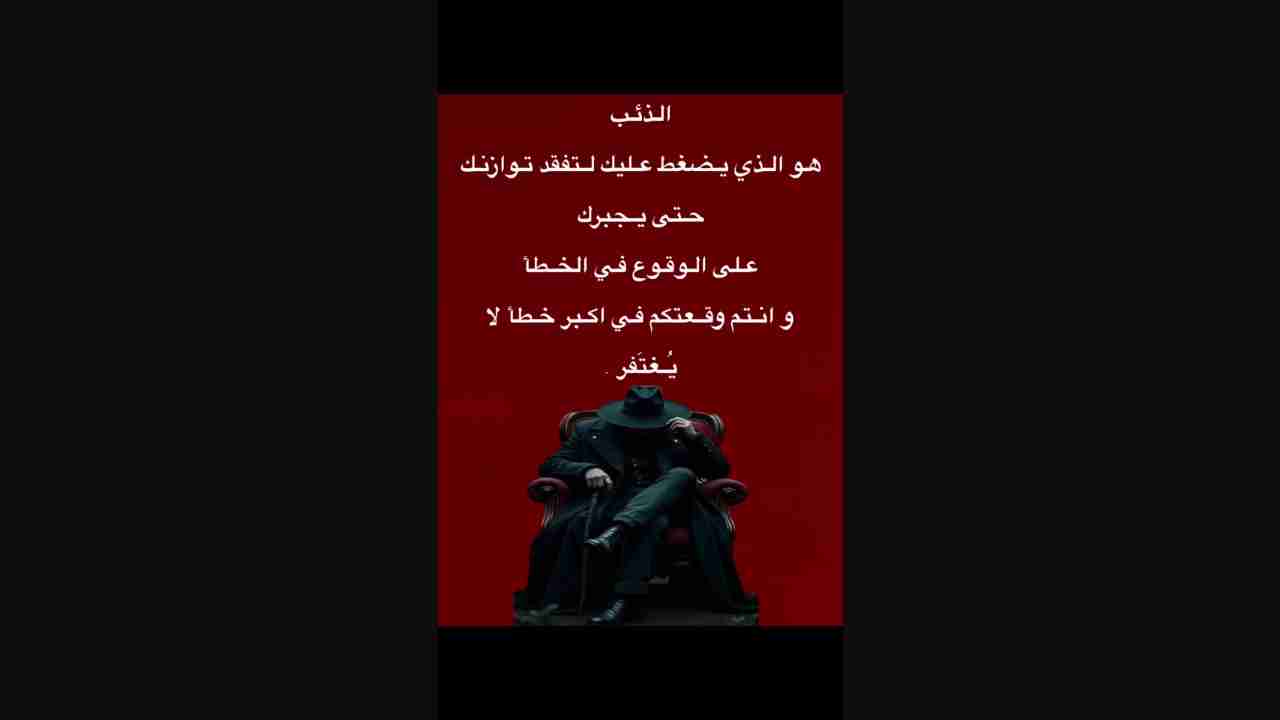 الذئب
هو الذي يضغط عليك لتفقد توازنك
حتى يجبرك
على الوقوع في الخطأ
و انتم وقعتكم في اكبر خطأ لا
يُغتَفر .